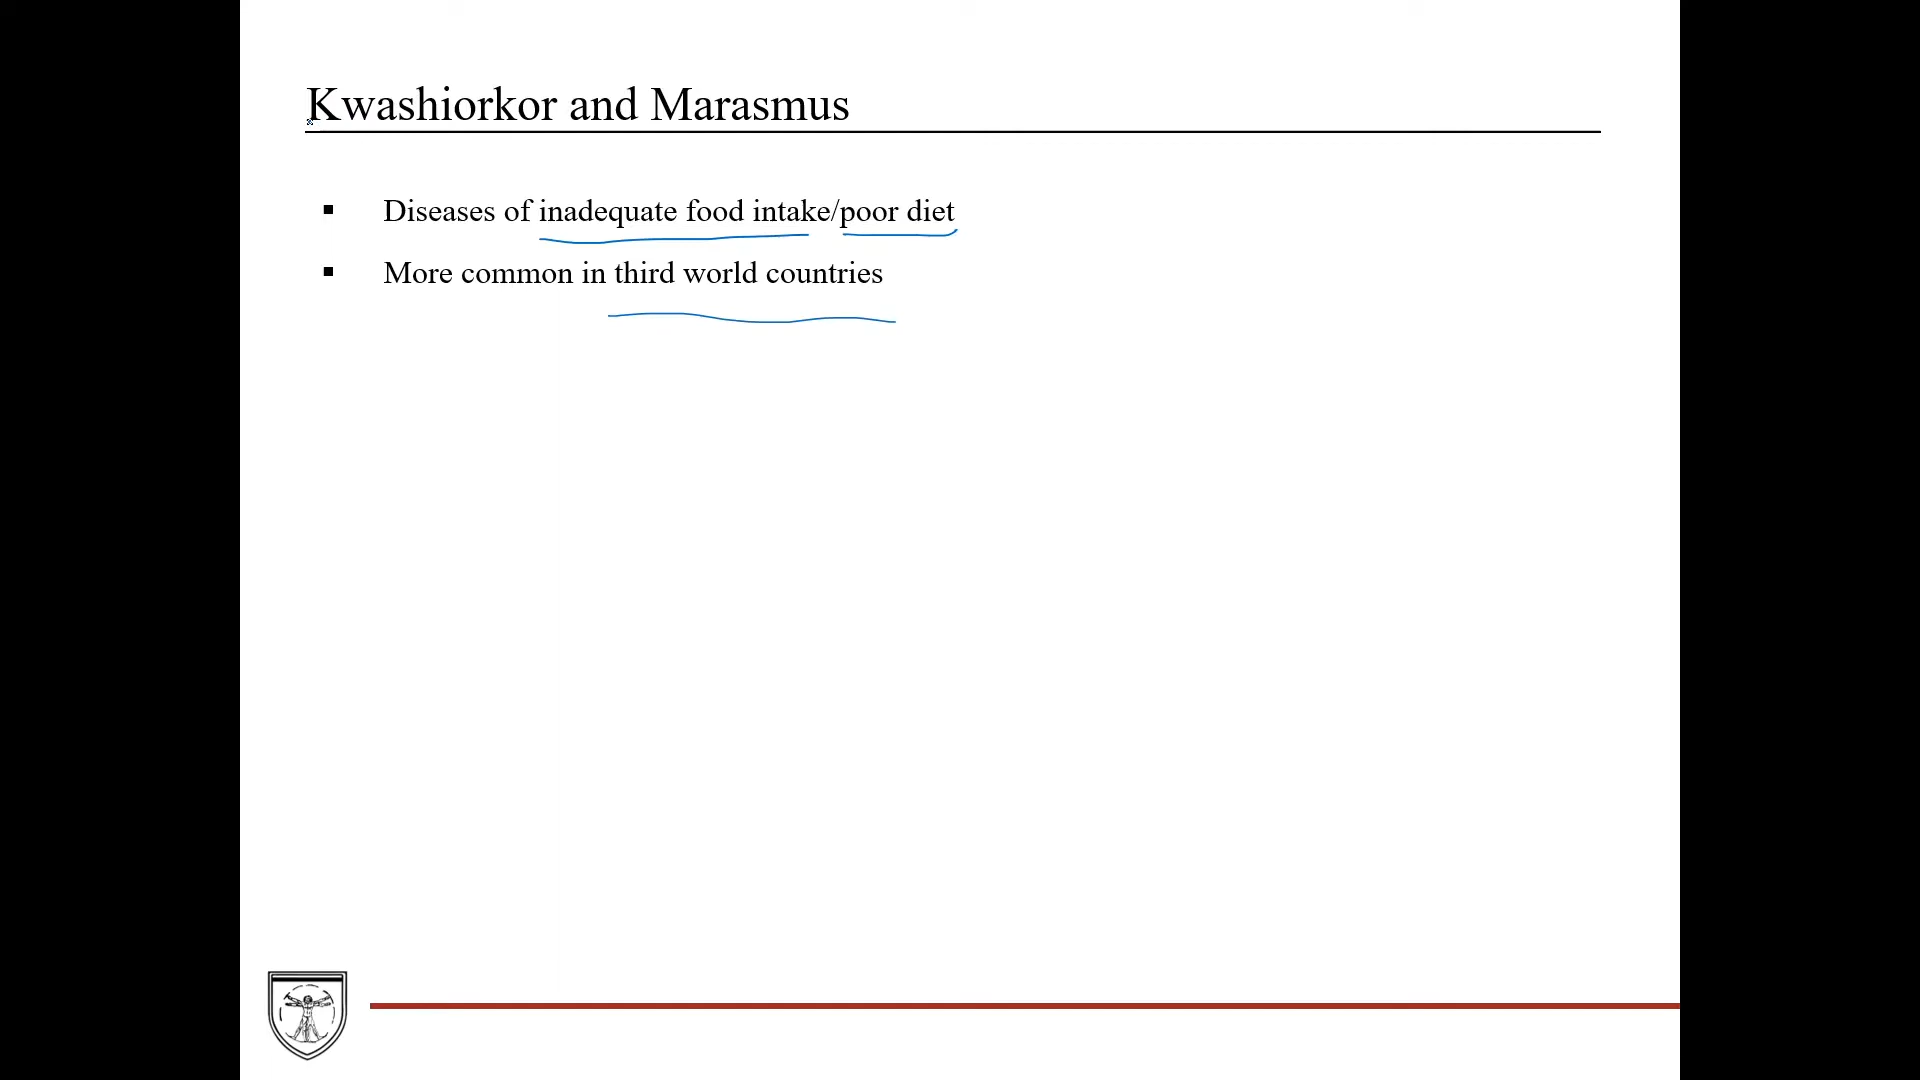 Kwashiorkor and Marasmus
▪ Diseases of inadequate food intake/poor diet
▪ More common in third world countries